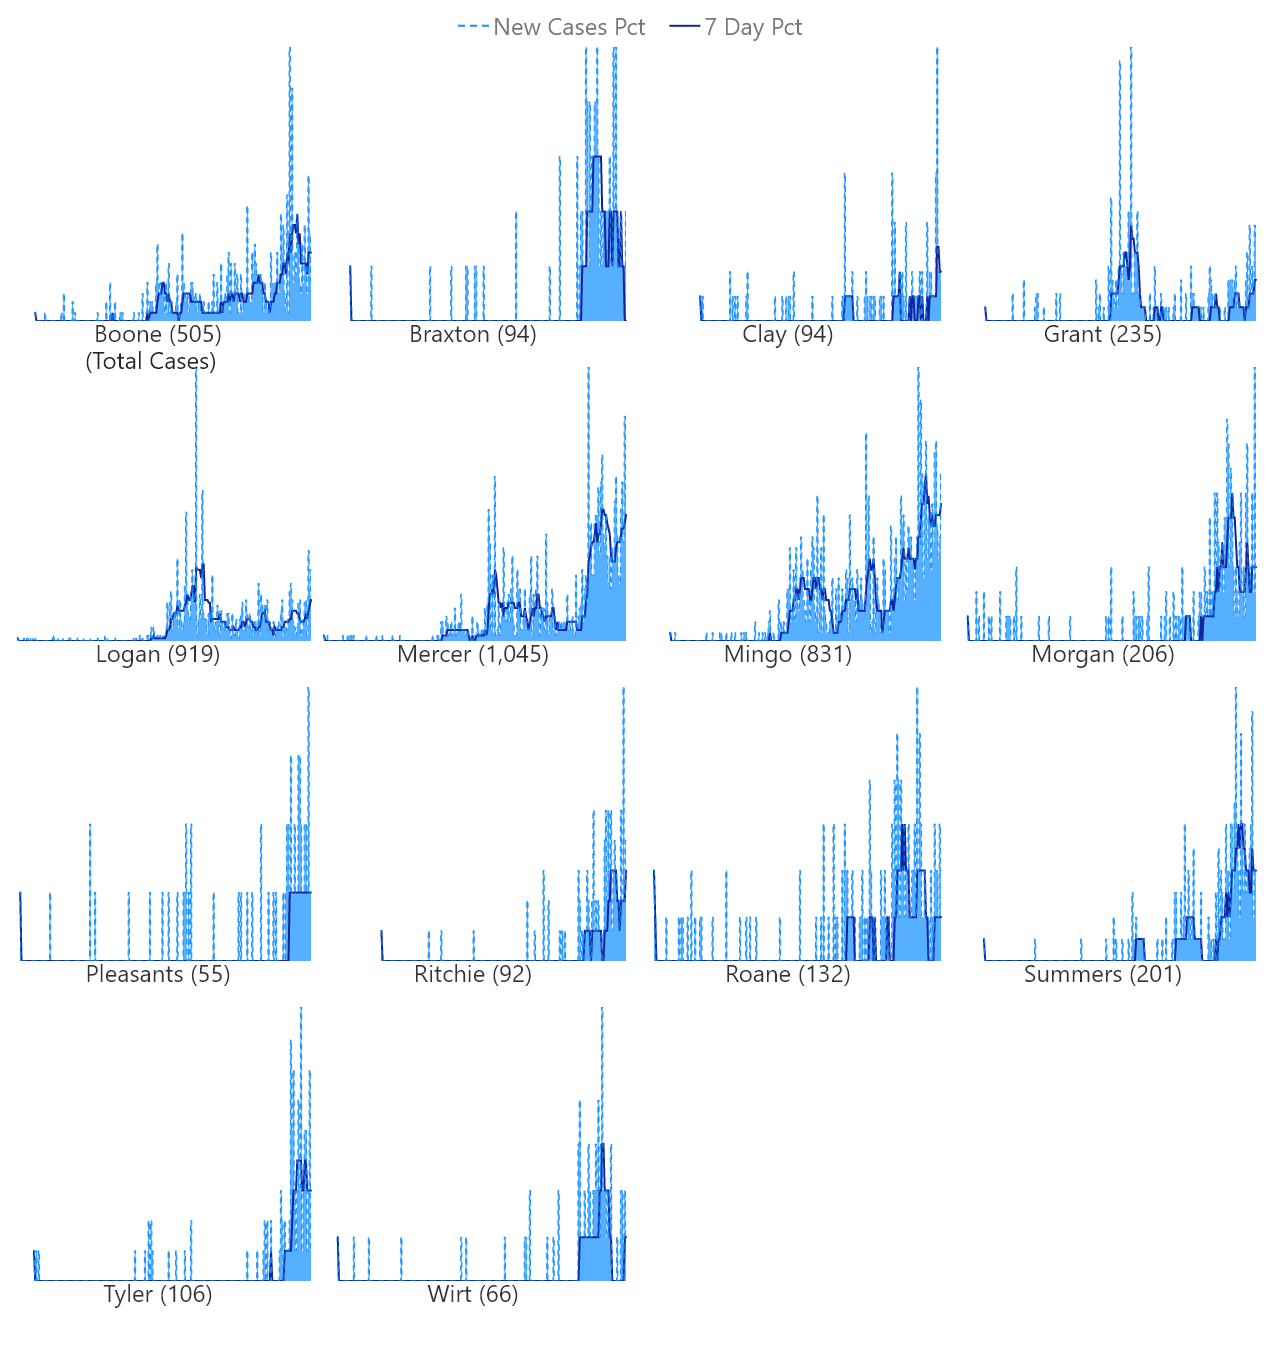 New Cases Pct 7 Day Pct
Boone (505)
(Total Cases)
Braxton (94)
Clay (94)
Grant (235)
Logan (919)
Mercer (1,045)
Mingo (831)
Morgan (206)
Pleasants (55)
Ritchie (92)
Roane (132)
Summers (201)
Tyler (106)
Wirt (66)